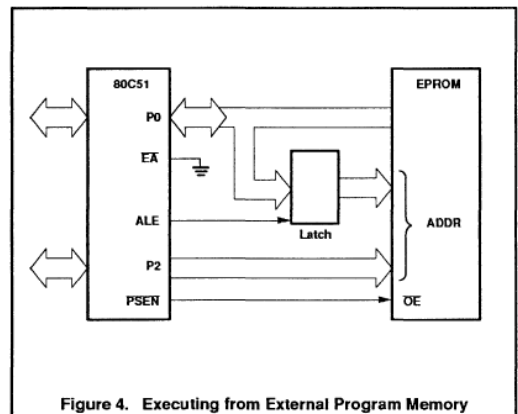 80C51
EPROM
P0
EA
ALE
Latch
ADDR
P2
PSEN
OE
Figure 4. Executing from External Program Memory